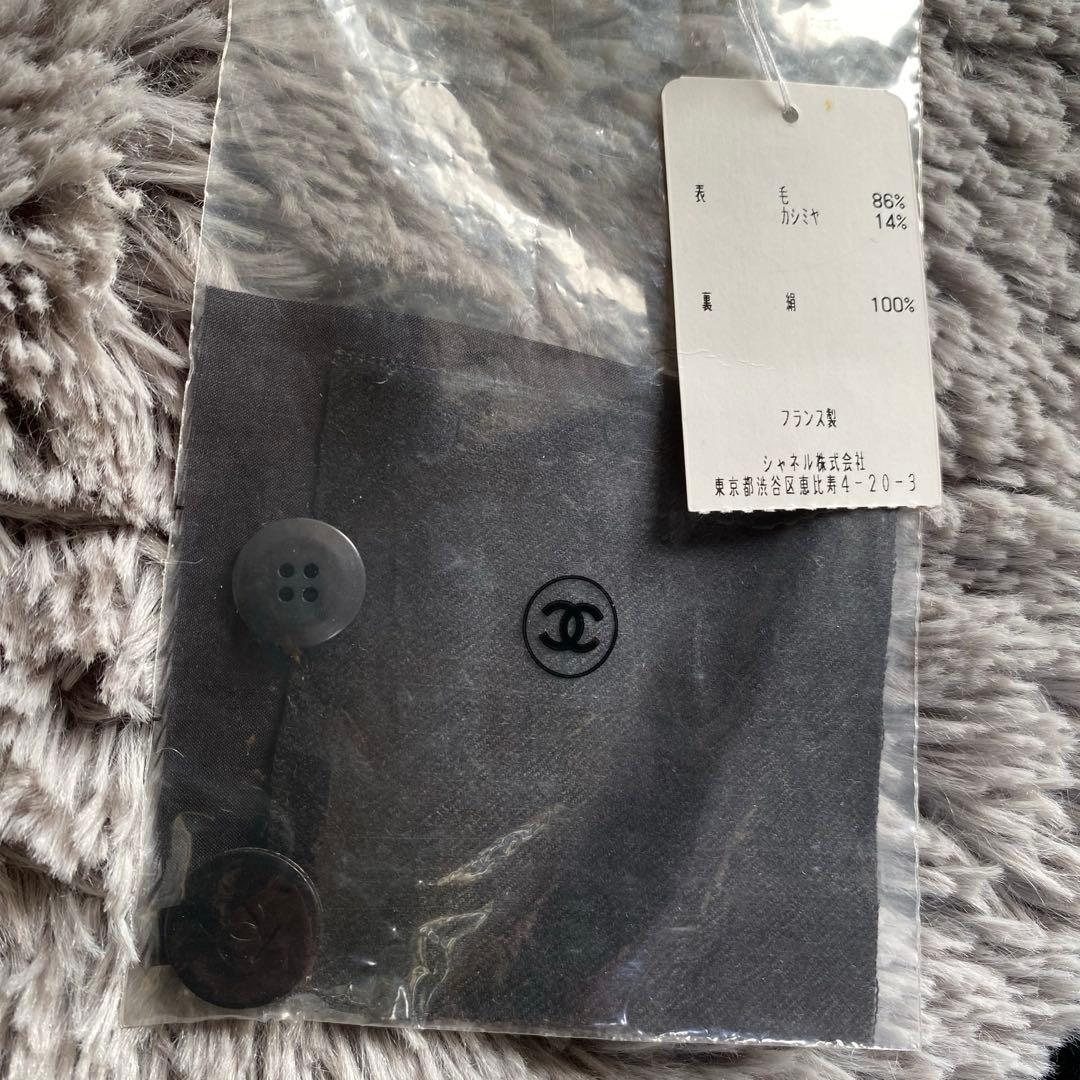 表 毛 86%
カシミヤ 14%
裏 絹 100%
フランス製
シャネル株式会社
東京都渋谷区恵比寿4-20-3